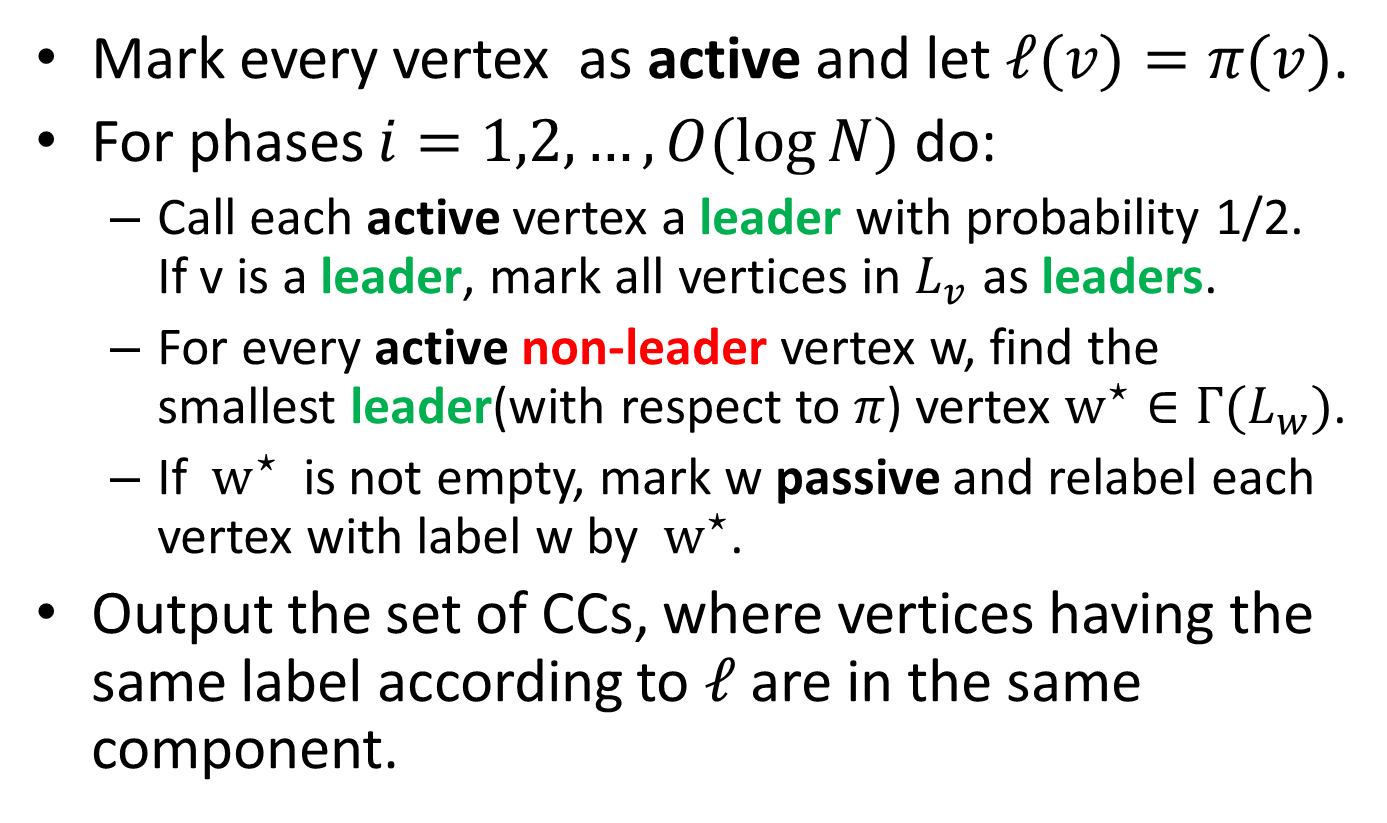 • Mark every vertex as active and let ℓ(v) = π(v).
• For phases i = 1,2, … , O(log N) do:
– Call each active vertex a leader with probability 1/2.
If v is a leader, mark all vertices in Lᵥ as leaders.
– For every active non-leader vertex w, find the
smallest leader(with respect to π) vertex w⋆ ∈ Γ(L_w).
– If w⋆ is not empty, mark w passive and relabel each
vertex with label w by w⋆.
• Output the set of CCs, where vertices having the
same label according to ℓ are in the same
component.